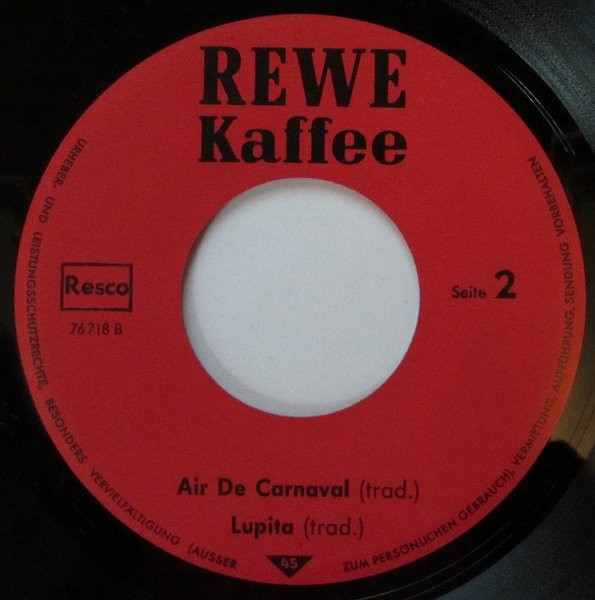 REWE
Kaffee
Resco
76718 B
Seite 2
Air De Carnaval (trad.)
Lupita (trad.)
45
URHEBER- UND LEISTUNGSSCHUTZRECHTE, BESONDERS VERVIELFÄLTIGUNG (AUSSER ZUM PERSÖNLICHEN GEBRAUCH), VERMIETUNG, AUFFÜHRUNG, SENDUNG VORBEHALTEN